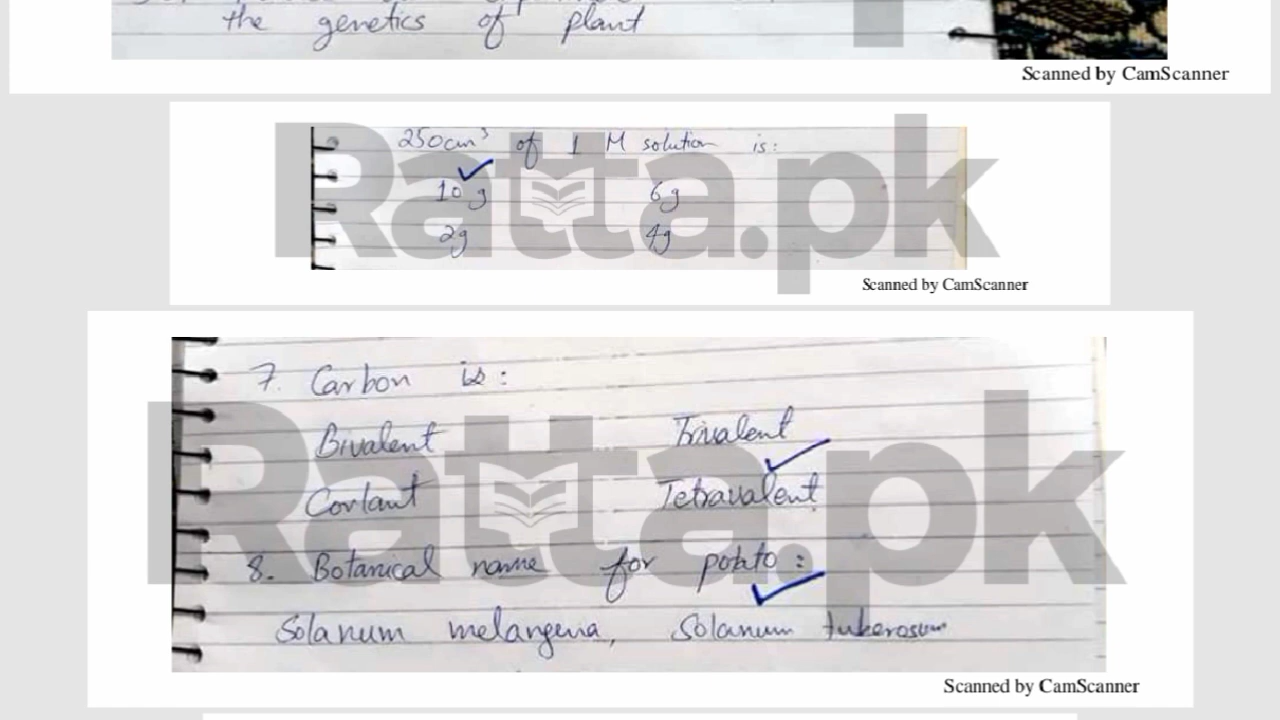 the genetics of plant
Scanned by CamScanner
250cm³ of 1 M solution is:
10 g 6g
2g 4g
Ratta.pk
Scanned by CamScanner
7. Carbon is:
Bivalent Trivalent
Covlaut Tetravalent
Ratta.pk
8. Botanical name for potato:
Solanum melangena, Solanum tuberosum
Scanned by CamScanner